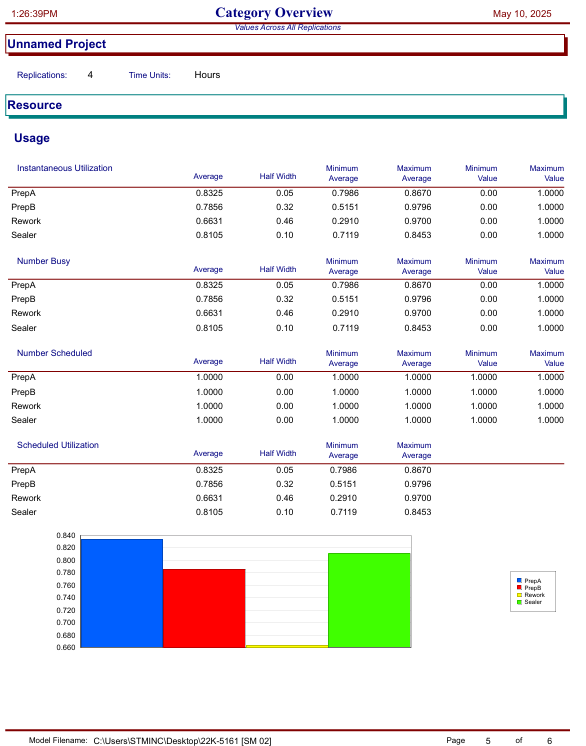 1:26:39PM Category Overview May 10, 2025
Values Across All Replications
Unnamed Project
Replications: 4 Time Units: Hours
Resource
Usage
Instantaneous Utilization Average Half Width Minimum Average Maximum Average Minimum Value Maximum Value
PrepA 0.8325 0.05 0.7986 0.8670 0.00 1.0000
PrepB 0.7856 0.32 0.5151 0.9796 0.00 1.0000
Rework 0.6631 0.46 0.2910 0.9700 0.00 1.0000
Sealer 0.8105 0.10 0.7119 0.8453 0.00 1.0000
Number Busy Average Half Width Minimum Average Maximum Average Minimum Value Maximum Value
PrepA 0.8325 0.05 0.7986 0.8670 0.00 1.0000
PrepB 0.7856 0.32 0.5151 0.9796 0.00 1.0000
Rework 0.6631 0.46 0.2910 0.9700 0.00 1.0000
Sealer 0.8105 0.10 0.7119 0.8453 0.00 1.0000
Number Scheduled Average Half Width Minimum Average Maximum Average Minimum Value Maximum Value
PrepA 1.0000 0.00 1.0000 1.0000 1.0000 1.0000
PrepB 1.0000 0.00 1.0000 1.0000 1.0000 1.0000
Rework 1.0000 0.00 1.0000 1.0000 1.0000 1.0000
Sealer 1.0000 0.00 1.0000 1.0000 1.0000 1.0000
Scheduled Utilization Average Half Width Minimum Average Maximum Average
PrepA 0.8325 0.05 0.7986 0.8670
PrepB 0.7856 0.32 0.5151 0.9796
Rework 0.6631 0.46 0.2910 0.9700
Sealer 0.8105 0.10 0.7119 0.8453
0.840
0.820
0.800
0.780
0.760
0.740
0.720
0.700
0.680
0.660
PrepA
PrepB
Rework
Sealer
Model Filename: C:\Users\STMINC\Desktop\22K-5161 [SM 02] Page 5 of 6